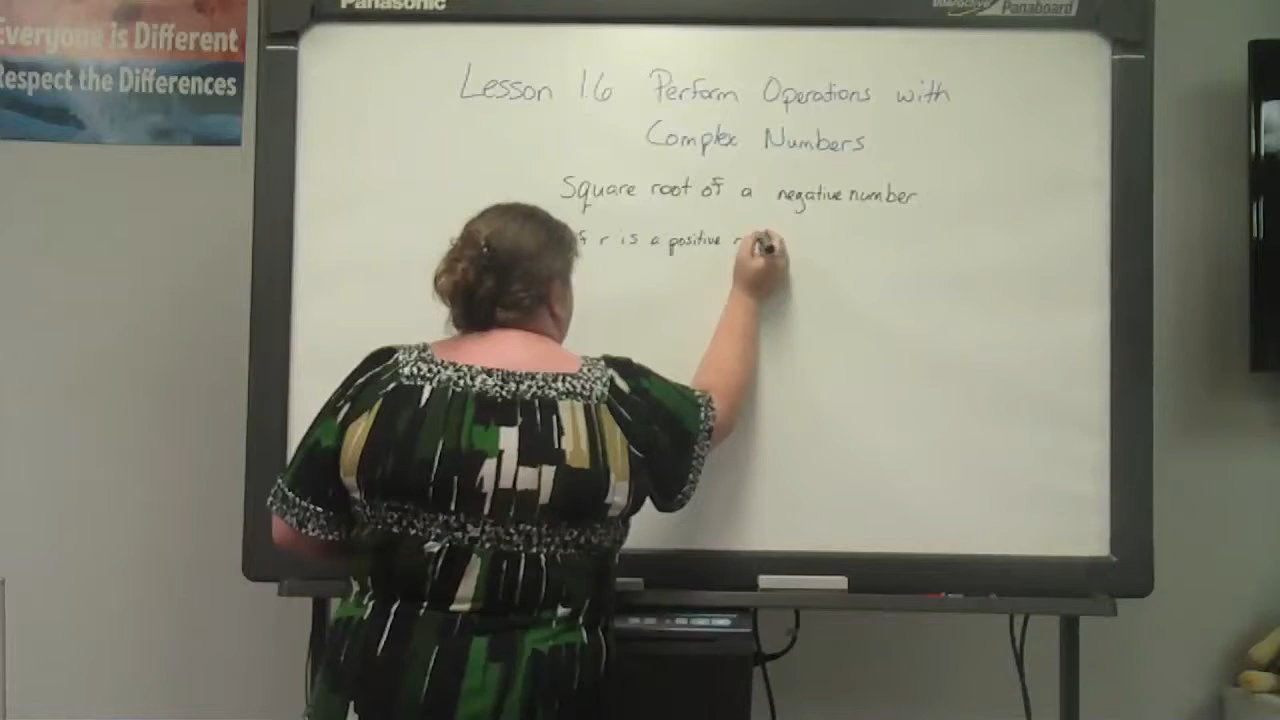 Panasonic
Panaboard
Everyone is Different
Respect the Differences
Lesson 1.6 Perform Operations with
Complex Numbers
Square root of a negative number
r is a positive